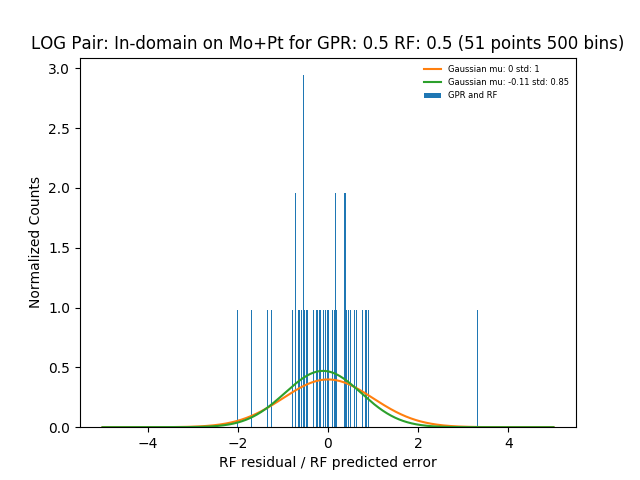 LOG Pair: In-domain on Mo+Pt for GPR: 0.5 RF: 0.5 (51 points 500 bins)
Gaussian mu: 0 std: 1
Gaussian mu: -0.11 std: 0.85
GPR and RF
Normalized Counts
3.0
2.5
2.0
1.5
1.0
0.5
0.0
−4
−2
0
2
4
RF residual / RF predicted error